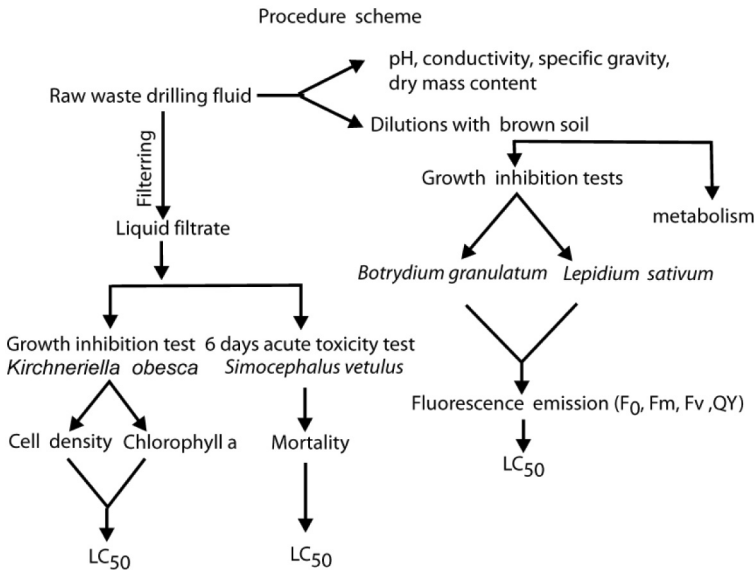 Procedure scheme
pH, conductivity, specific gravity,
dry mass content
Raw waste drilling fluid
Dilutions with brown soil
Filterring
Growth inhibition tests
metabolism
Liquid filtrate
Botrydium granulatum
Lepidium sativum
Growth inhibition test
Kirchneriella obesca
6 days acute toxicity test
Simocephalus vetulus
Fluorescence emission (F0, Fm, Fv ,QY)
Cell density
Chlorophyll a
Mortality
LC50
LC50
LC50